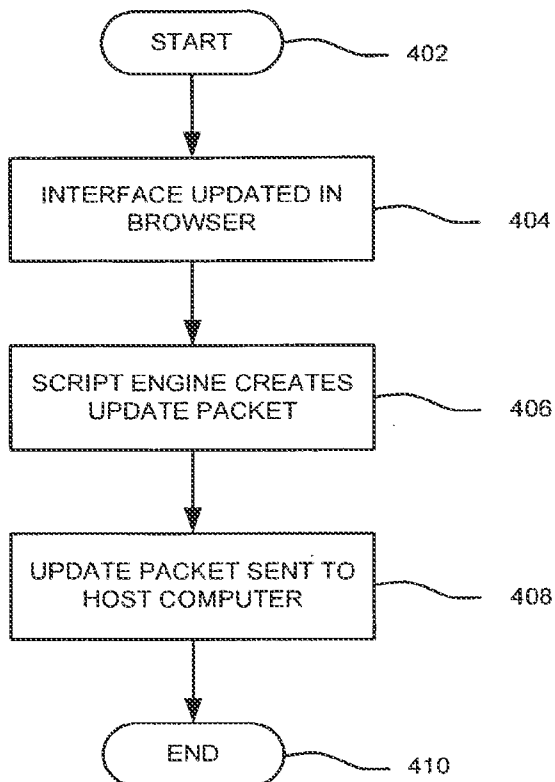 START
402
INTERFACE UPDATED IN
BROWSER
404
SCRIPT ENGINE CREATES
UPDATE PACKET
406
UPDATE PACKET SENT TO
HOST COMPUTER
408
END
410